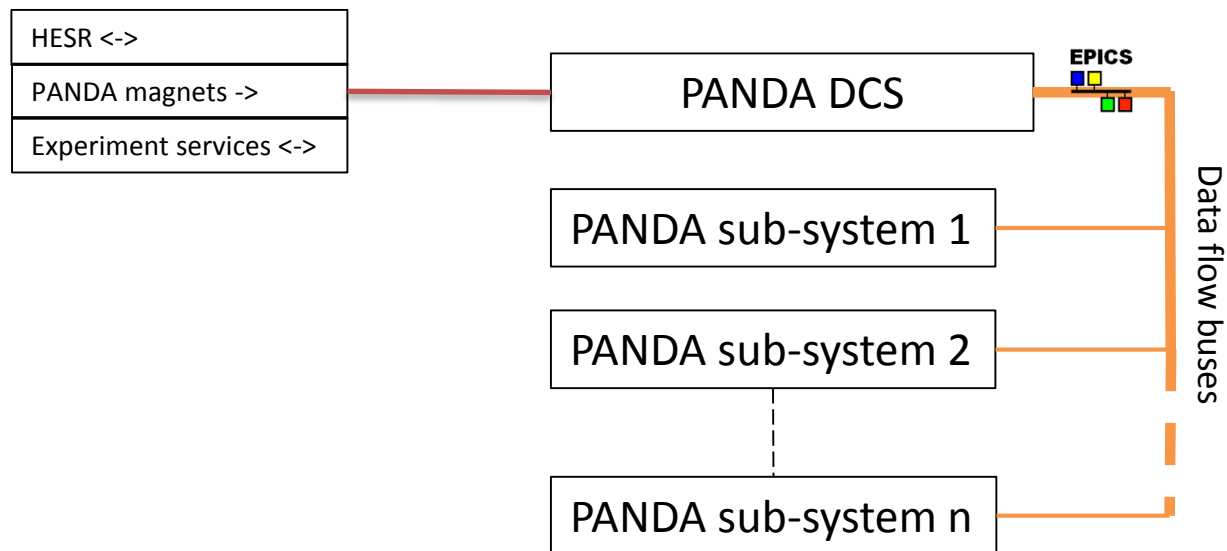 HESR <->
PANDA magnets ->
Experiment services <->
PANDA DCS
EPICS
PANDA sub-system 1
PANDA sub-system 2
PANDA sub-system n
Data flow buses